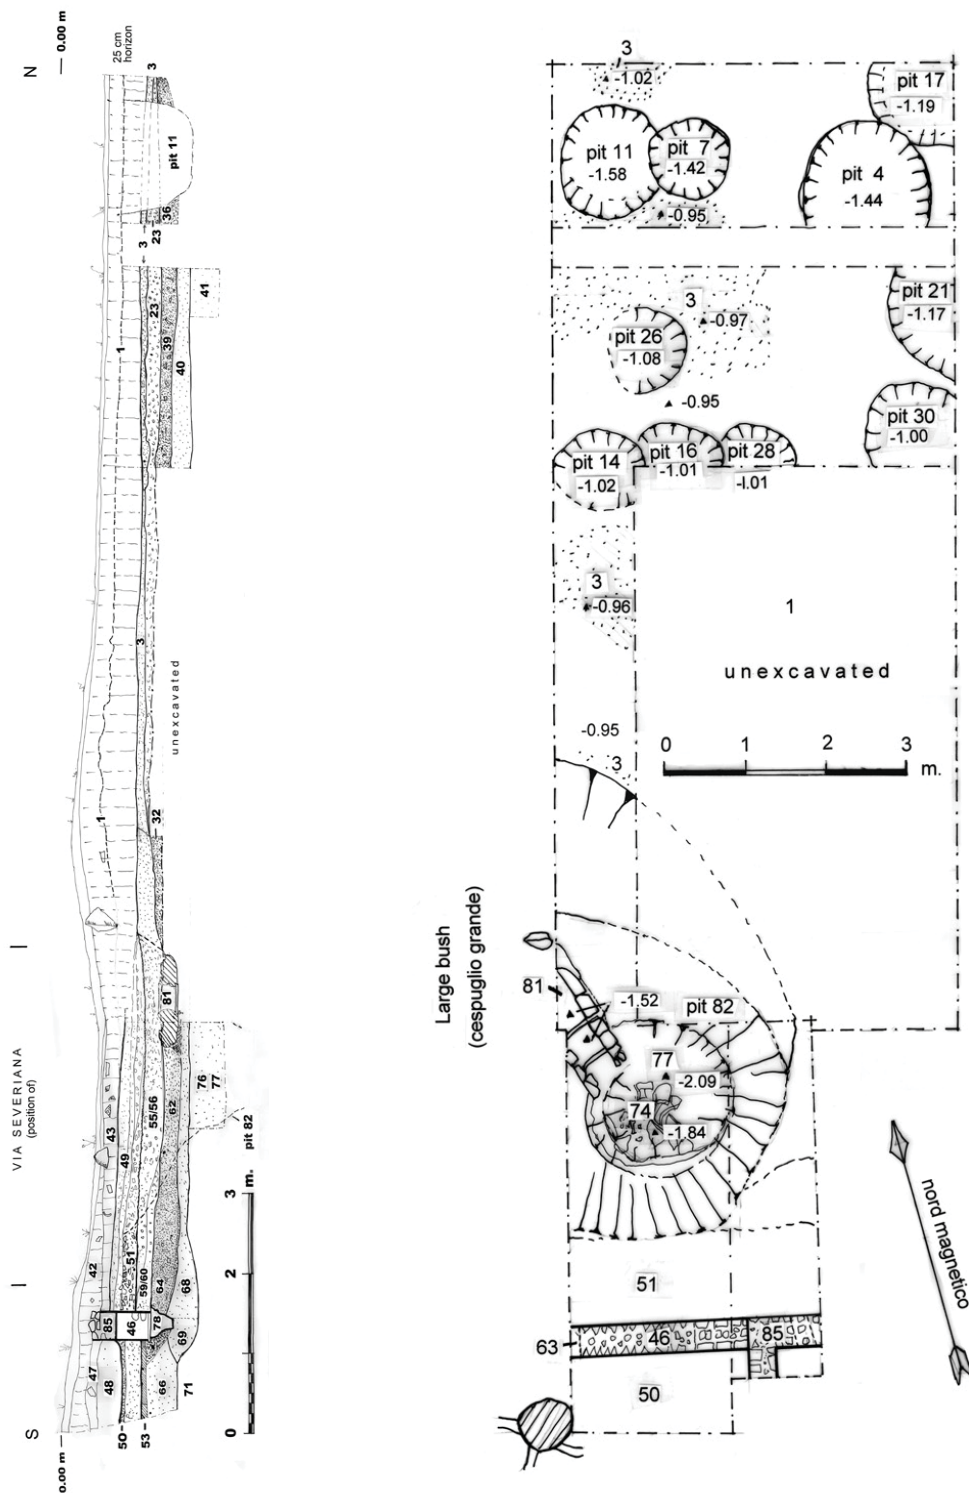 N
0.00 m
25 cm
horizon
3
pit 11
36
23
3
41
23
39
40
1
3
unexcavated
1
32
VIA SEVERIANA
(position of)
81
76
77
55/56
62
43
49
pit 82
3
m.
2
51
42
59/60
64
68
85
46
78
69
47
48
66
71
0
S
50
53
0.00 m
3
-1.02
pit 17
-1.19
pit 11
-1.58
pit 7
-1.42
pit 4
-1.44
-0.95
3
-0.97
pit 21
-1.17
pit 26
-1.08
-0.95
pit 30
-1.00
pit 14
-1.02
pit 16
-1.01
pit 28
-I.01
3
-0.96
1
unexcavated
-0.95
3
0 1 2 3
m.
Large bush
(cespuglio grande)
81
-1.52
pit 82
77
-2.09
74
-1.84
nord magnetico
51
63
46
85
50